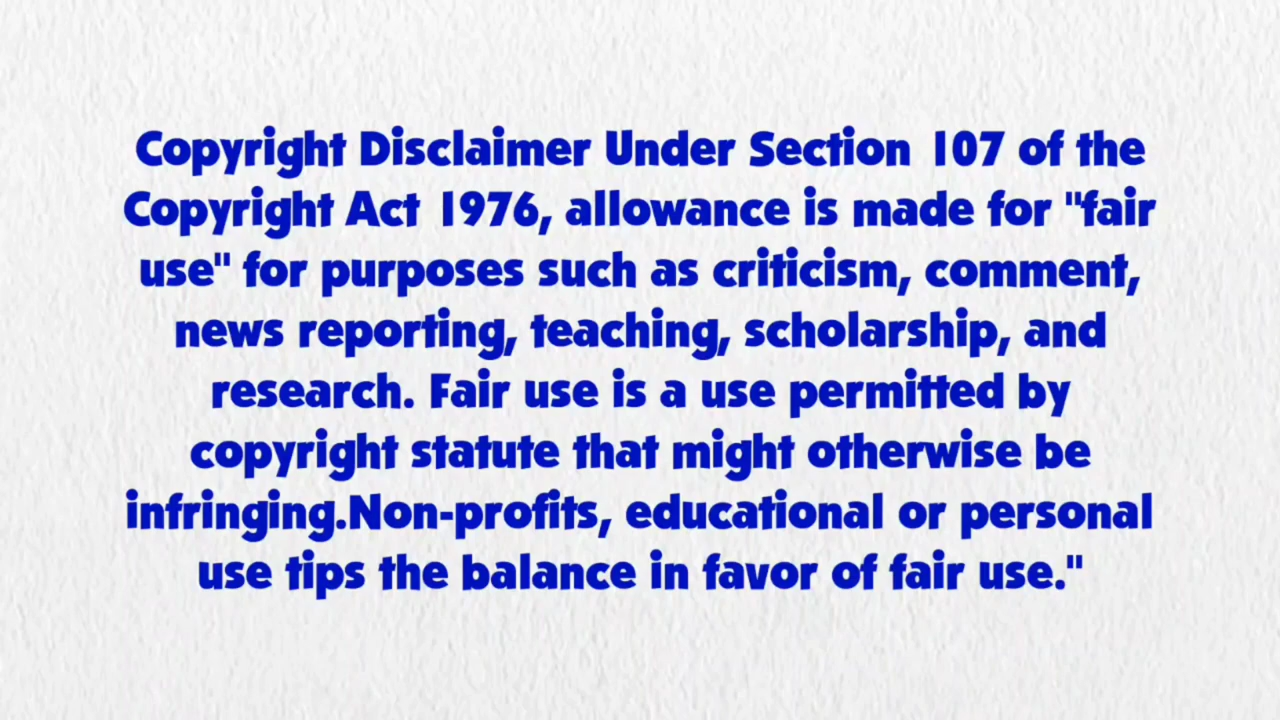 Copyright Disclaimer Under Section 107 of the
Copyright Act 1976, allowance is made for "fair
use" for purposes such as criticism, comment,
news reporting, teaching, scholarship, and
research. Fair use is a use permitted by
copyright statute that might otherwise be
infringing.Non-profits, educational or personal
use tips the balance in favor of fair use."